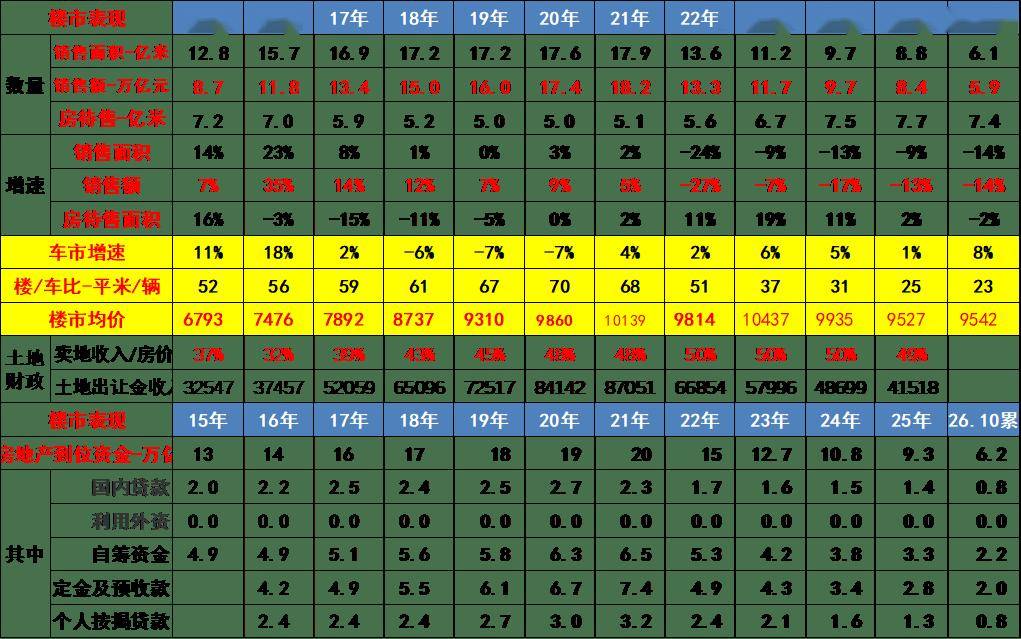 楼市表现 17年 18年 19年 20年 21年 22年
数量 销售面积-亿米 12.8 15.7 16.9 17.2 17.2 17.6 17.9 13.6 11.2 9.7 8.8 6.1
销售额-万亿元 8.7 11.8 13.4 15.0 16.0 17.4 18.2 13.3 11.7 9.7 8.4 5.9
房待售-亿米 7.2 7.0 5.9 5.2 5.0 5.0 5.1 5.6 6.7 7.5 7.7 7.4
增速 销售面积 14% 23% 8% 1% 0% 3% 2% -24% -9% -13% -9% -14%
销售额 7% 35% 14% 12% 7% 9% 5% -27% -7% -17% -13% -14%
房待售面积 16% -3% -15% -11% -5% 0% 2% 11% 19% 11% 2% -2%
车市增速 11% 18% 2% -6% -7% -7% 4% 2% 6% 5% 1% 8%
楼/车比-平米/辆 52 56 59 61 67 70 68 51 37 31 25 23
楼市均价 6793 7476 7892 8737 9310 9860 10139 9814 10437 9935 9527 9542
土地财政 卖地收入/房价 37% 32% 39% 43% 45% 48% 48% 50% 50% 50% 49%
土地出让金收入 32547 37457 52059 65096 72517 84142 87051 66854 57996 48699 41518
楼市表现 15年 16年 17年 18年 19年 20年 21年 22年 23年 24年 25年 26.10累
房地产到位资金-万亿 13 14 16 17 18 19 20 15 12.7 10.8 9.3 6.2
其中 国内贷款 2.0 2.2 2.5 2.4 2.5 2.7 2.3 1.7 1.6 1.5 1.4 0.8
利用外资 0.0 0.0 0.0 0.0 0.0 0.0 0.0 0.0 0.0 0.0 0.0 0.0
自筹资金 4.9 4.9 5.1 5.6 5.8 6.3 6.5 5.3 4.2 3.8 3.3 2.2
定金及预收款 4.2 4.9 5.5 6.1 6.7 7.4 4.9 4.3 3.4 2.8 2.0
个人按揭贷款 2.4 2.4 2.4 2.7 3.0 3.2 2.4 2.1 1.6 1.3 0.8